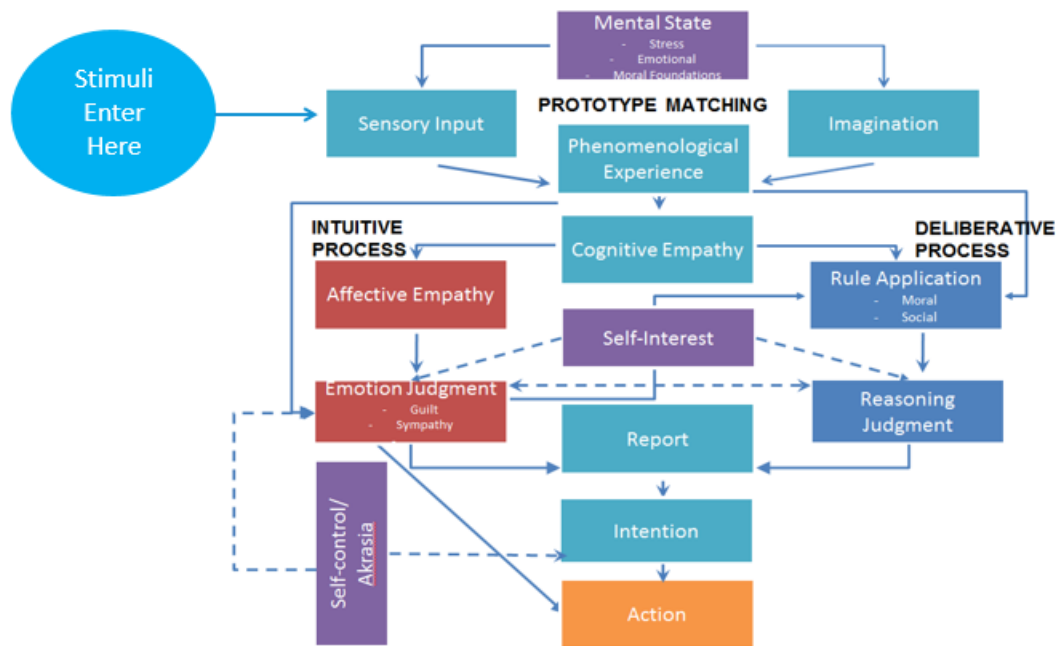 Mental State
- Stress
- Emotional
- Moral Foundations
Stimuli
Enter
Here
PROTOTYPE MATCHING
Sensory Input
Imagination
Phenomenological
Experience
INTUITIVE
PROCESS
DELIBERATIVE
PROCESS
Cognitive Empathy
Affective Empathy
Rule Application
- Moral
- Social
Self-Interest
Emotion Judgment
- Guilt
- Sympathy
-
Reasoning
Judgment
Report
Self-control/
Akrasia
Intention
Action